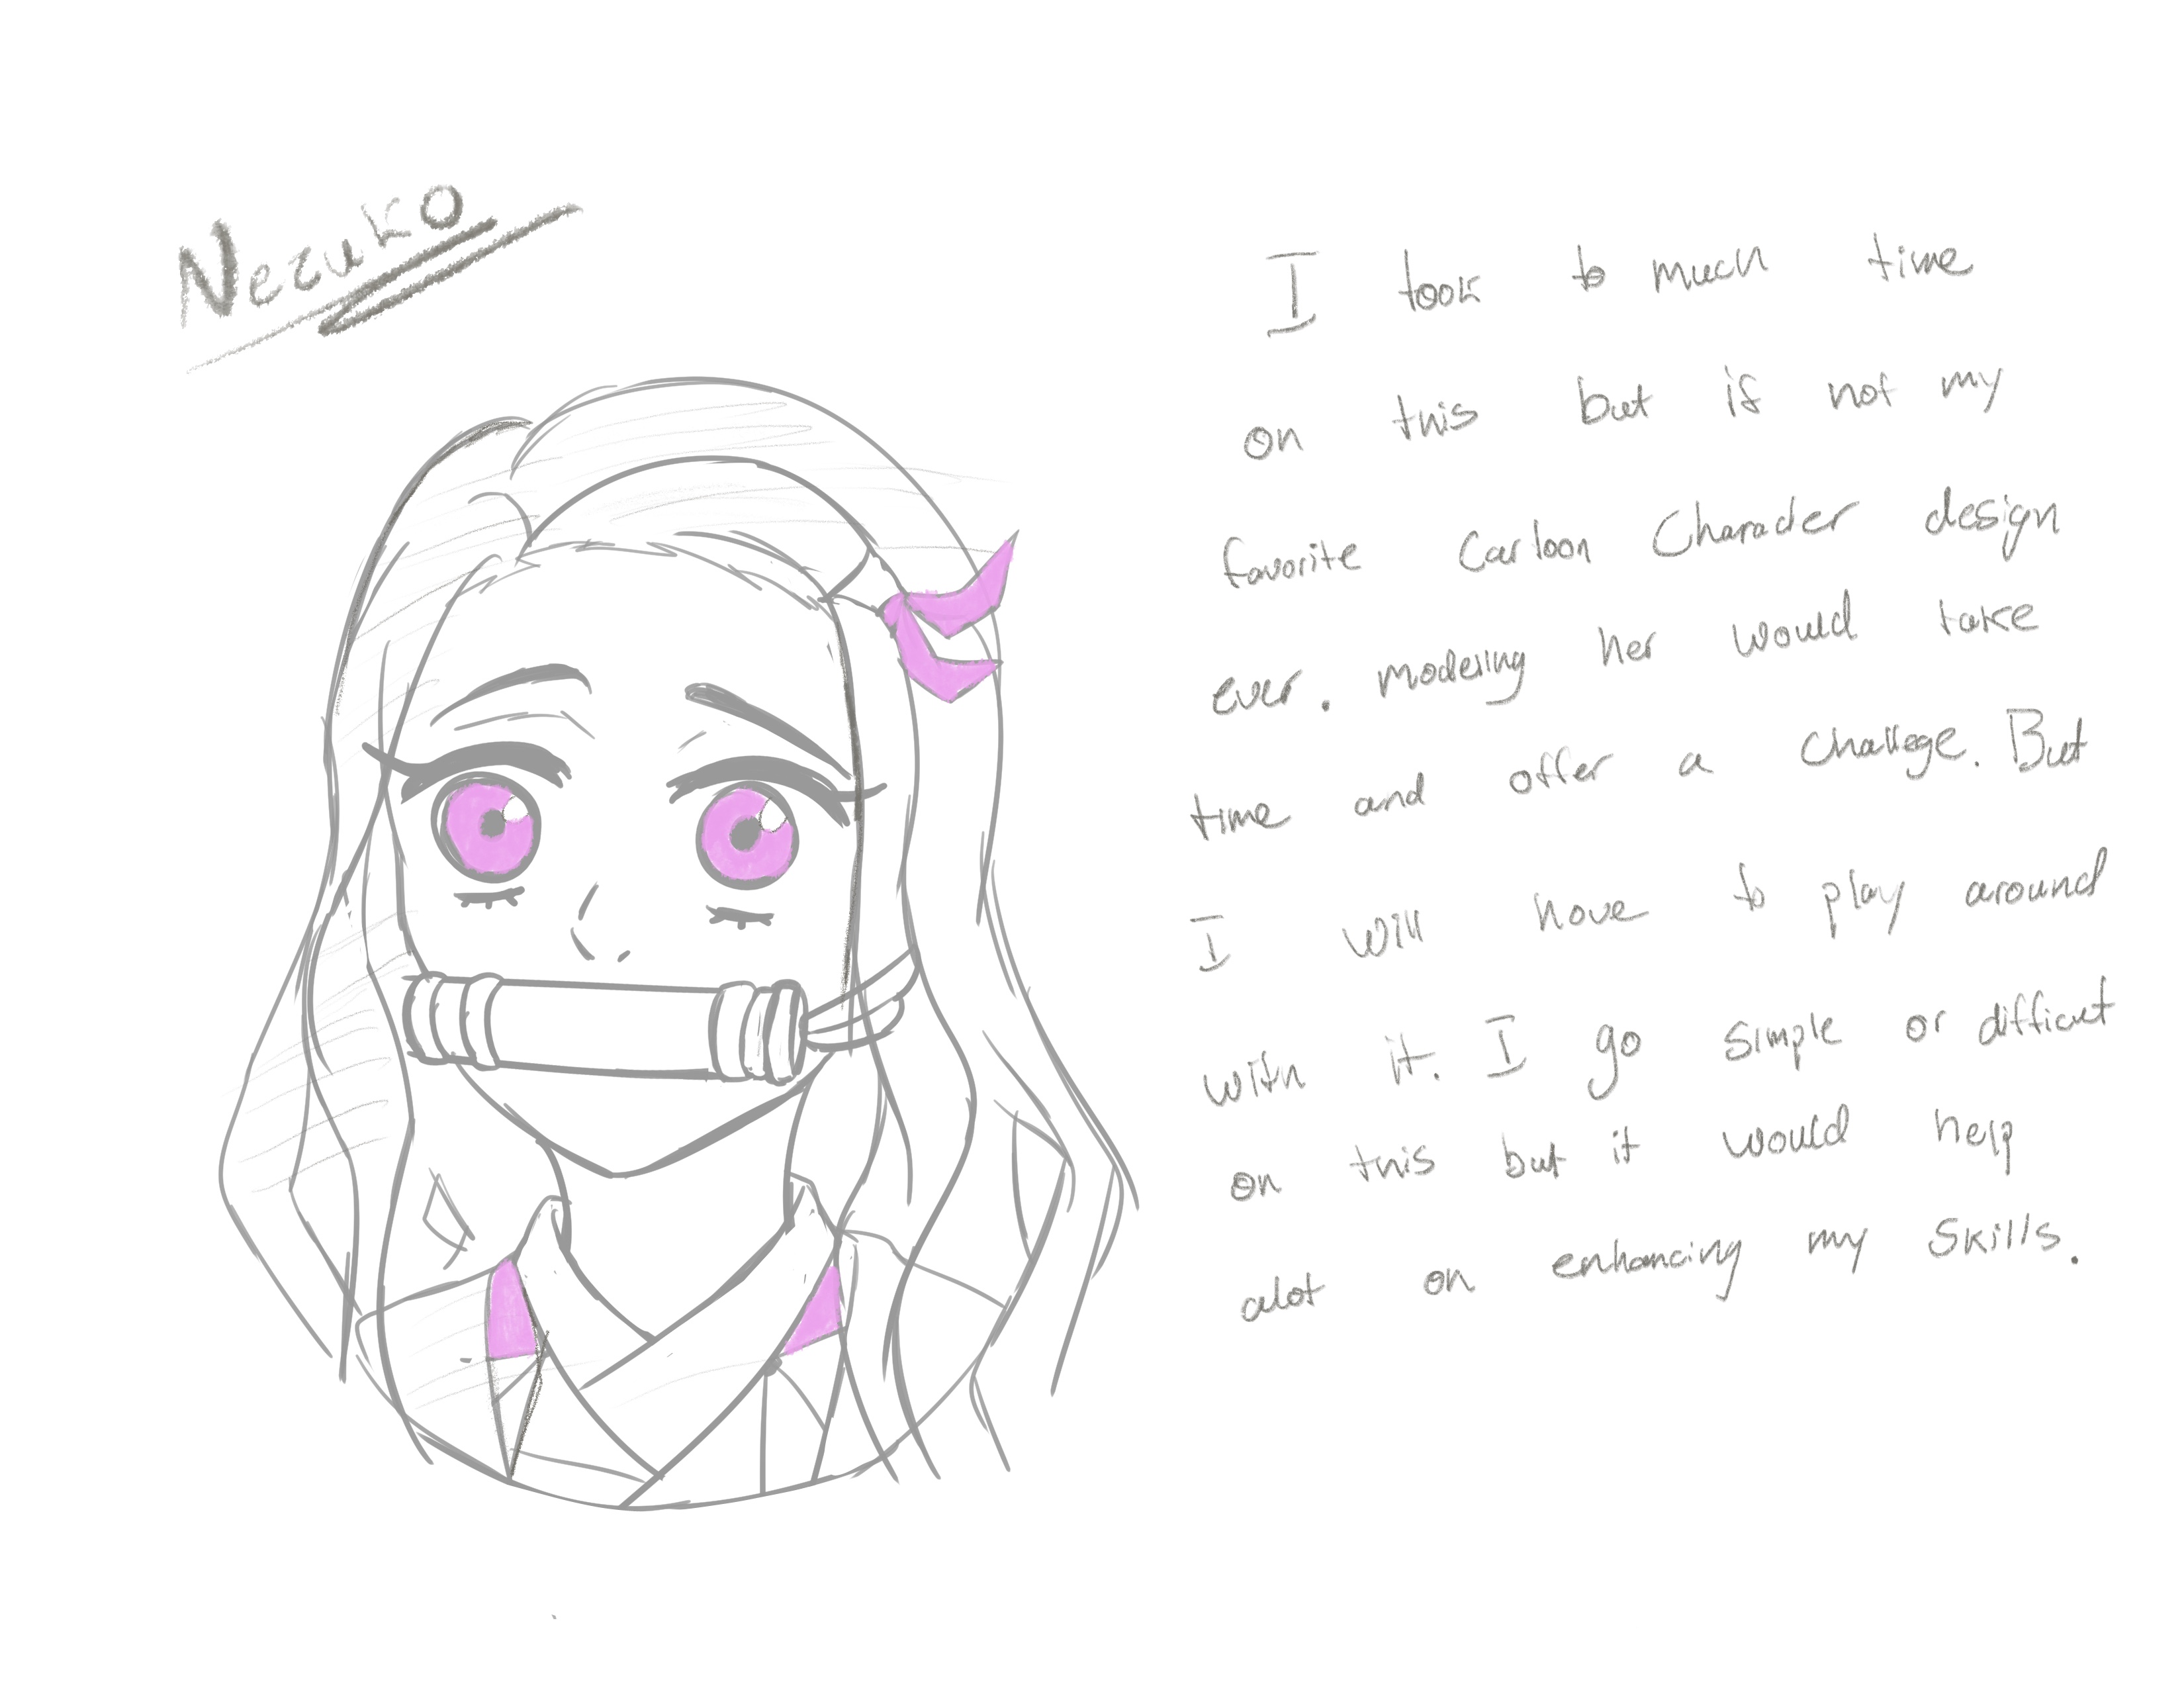 Nezuko
I took to much time
on this but if not my
favorite Cartoon Character design
ever. modeling her would take
time and offer a challege. But
I will have to play around
with it. I go simple or difficut
on this but it would help
alot on enhancing my skills.